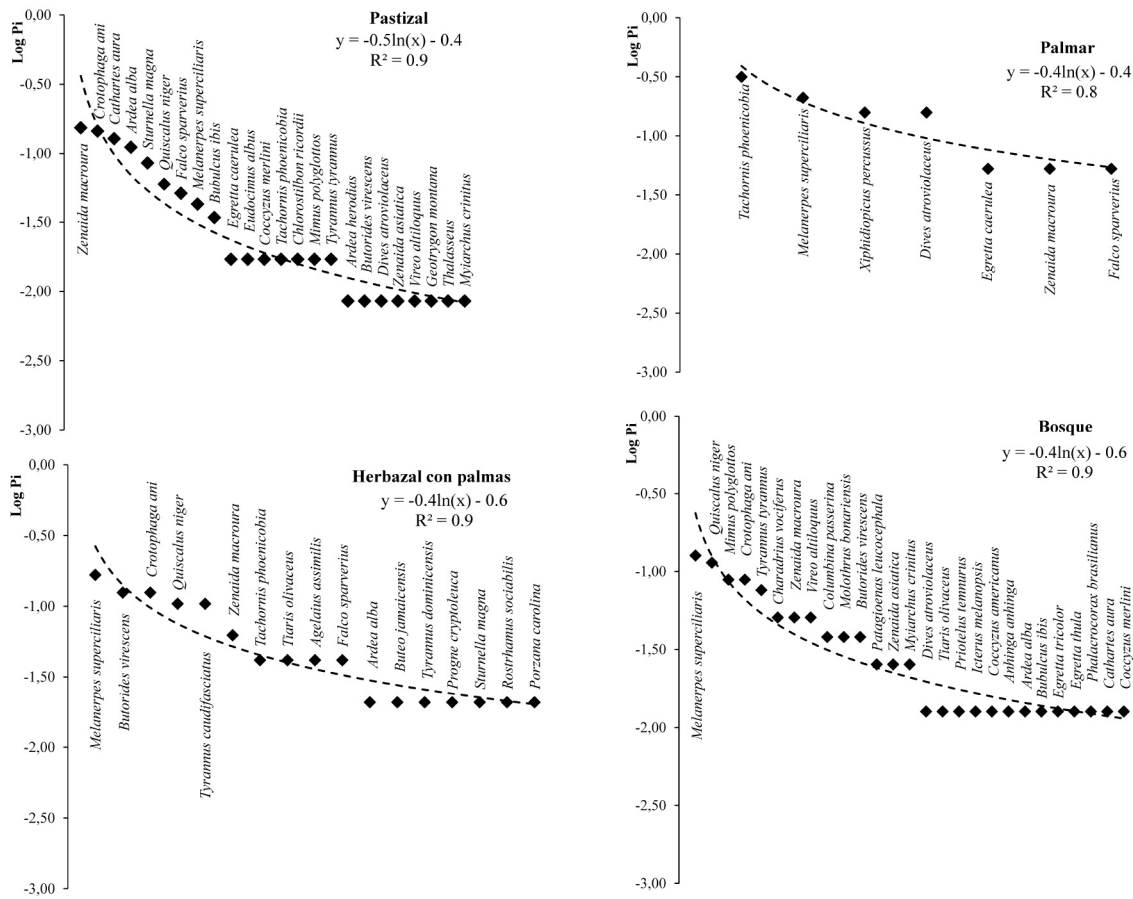 Pastizal
y = -0.5ln(x) - 0.4
R² = 0.9
Log Pi
0,00
-0,50
-1,00
-1,50
-2,00
-2,50
-3,00
Zenaida macroura
Crotophaga ani
Cathartes aura
Ardea alba
Sturnella magna
Quiscalus niger
Falco sparverius
Melanerpes superciliaris
Bubulcus ibis
Egretta caerulea
Eudocimus albus
Coccyzus merlini
Tachornis phoenicobia
Chlorostilbon ricordii
Mimus polyglottos
Tyrannus tyrannus
Ardea herodias
Butorides virescens
Dives atroviolaceus
Zenaida asiatica
Vireo altiloquus
Geotrygon montana
Thalasseus
Myiarchus crinitus
Palmar
y = -0.4ln(x) - 0.4
R² = 0.8
Log Pi
0,00
-0,50
-1,00
-1,50
-2,00
-2,50
-3,00
Tachornis phoenicobia
Melanerpes superciliaris
Xiphidiopicus percussus
Dives atroviolaceus
Egretta caerulea
Zenaida macroura
Falco sparverius
Herbazal con palmas
y = -0.4ln(x) - 0.6
R² = 0.9
Log Pi
0,00
-0,50
-1,00
-1,50
-2,00
-2,50
-3,00
Melanerpes superciliaris
Butorides virescens
Crotophaga ani
Quiscalus niger
Tyrannus caudifasciatus
Zenaida macroura
Tachornis phoenicobia
Tiaris olivaceus
Agelaius assimilis
Falco sparverius
Ardea alba
Buteo jamaicensis
Tyrannus dominicensis
Progne cryptoleuca
Sturnella magna
Rostrhamus sociabilis
Porzana carolina
Bosque
y = -0.4ln(x) - 0.6
R² = 0.9
Log Pi
0,00
-0,50
-1,00
-1,50
-2,00
-2,50
-3,00
Melanerpes superciliaris
Quiscalus niger
Mimus polyglottos
Crotophaga ani
Tyrannus tyrannus
Charadrius vociferus
Zenaida macroura
Vireo altiloquus
Columbina passerina
Molothrus bonariensis
Butorides virescens
Patagioenas leucocephala
Zenaida asiatica
Myiarchus crinitus
Dives atroviolaceus
Tiaris olivaceus
Priotelus temnurus
Icterus melanopsis
Coccyzus americanus
Anhinga anhinga
Ardea alba
Bubulcus ibis
Egretta tricolor
Egretta thula
Phalacrocorax brasilianus
Cathartes aura
Coccyzus merlini